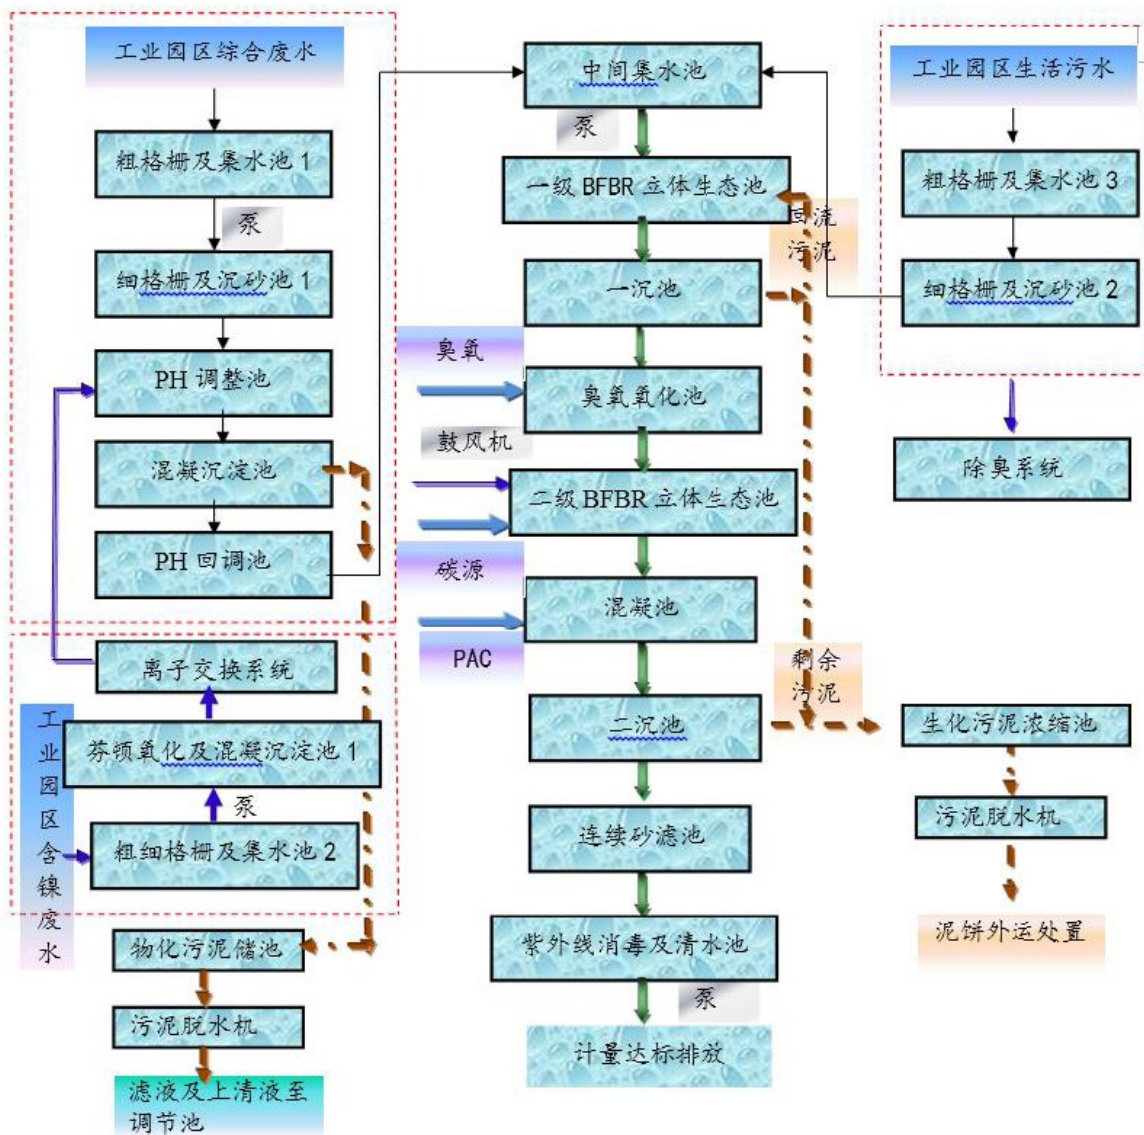 工业园区综合废水
粗格栅及集水池1
泵
细格栅及沉砂池1
PH 调整池
混凝沉淀池
PH 回调池
离子交换系统
芬顿氧化及混凝沉淀池1
泵
粗细格栅及集水池2
工业园区含镍废水
物化污泥储池
污泥脱水机
滤液及上清液至
调节池
中间集水池
泵
一级 BFBR 立体生态池
回流
污泥
一沉池
臭氧
臭氧氧化池
鼓风机
二级 BFBR 立体生态池
碳源
混凝池
PAC
剩余
污泥
二沉池
连续砂滤池
紫外线消毒及清水池
泵
计量达标排放
工业园区生活污水
粗格栅及集水池3
细格栅及沉砂池2
除臭系统
生化污泥浓缩池
污泥脱水机
泥饼外运处置